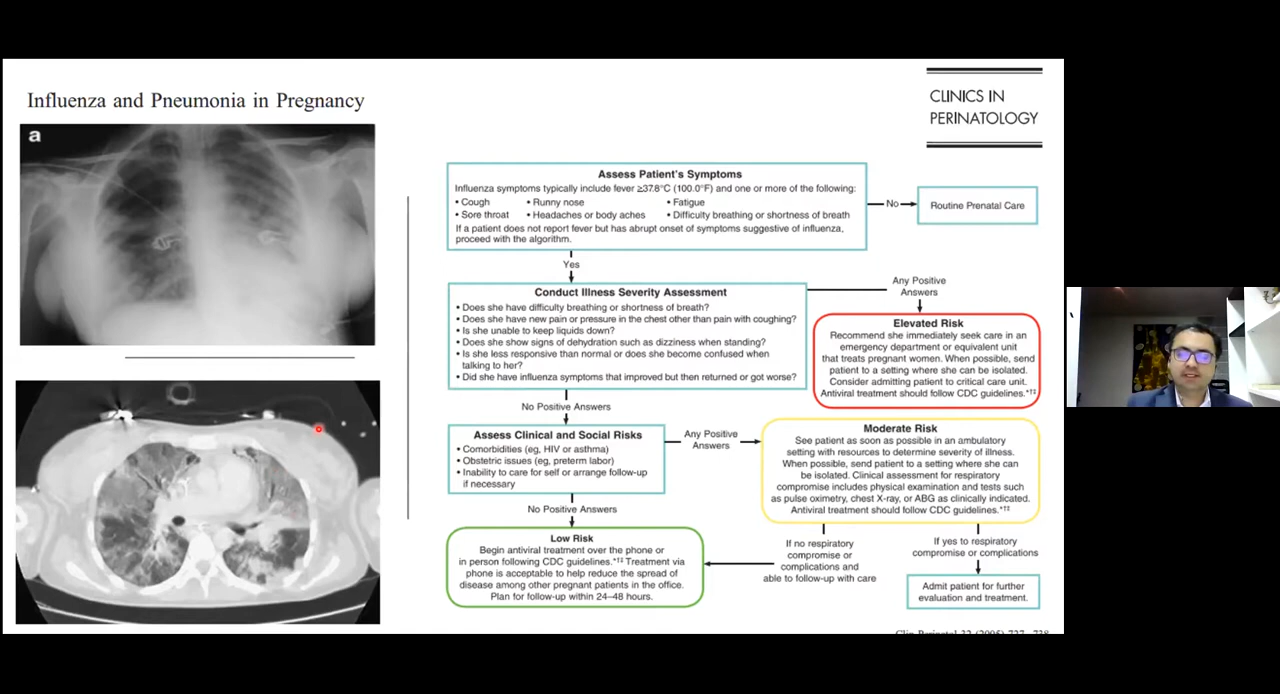 Influenza and Pneumonia in Pregnancy
CLINICS IN
PERINATOLOGY
a
Assess Patient's Symptoms
Influenza symptoms typically include fever ≥37.8°C (100.0°F) and one or more of the following:
• Cough • Runny nose • Fatigue
• Sore throat • Headaches or body aches • Difficulty breathing or shortness of breath
If a patient does not report fever but has abrupt onset of symptoms suggestive of influenza,
proceed with the algorithm.
No
Routine Prenatal Care
Yes
Conduct Illness Severity Assessment
• Does she have difficulty breathing or shortness of breath?
• Does she have new pain or pressure in the chest other than pain with coughing?
• Is she unable to keep liquids down?
• Does she show signs of dehydration such as dizziness when standing?
• Is she less responsive than normal or does she become confused when
talking to her?
• Did she have influenza symptoms that improved but then returned or got worse?
Any Positive
Answers
Elevated Risk
Recommend she immediately seek care in an
emergency department or equivalent unit
that treats pregnant women. When possible, send
patient to a setting where she can be isolated.
Consider admitting patient to critical care unit.
Antiviral treatment should follow CDC guidelines.*†‡
No Positive Answers
Assess Clinical and Social Risks
• Comorbidities (eg, HIV or asthma)
• Obstetric issues (eg, preterm labor)
• Inability to care for self or arrange follow-up
if necessary
Any Positive
Answers
Moderate Risk
See patient as soon as possible in an ambulatory
setting with resources to determine severity of illness.
When possible, send patient to a setting where she can
be isolated. Clinical assessment for respiratory
compromise includes physical examination and tests such
as pulse oximetry, chest X-ray, or ABG as clinically indicated.
Antiviral treatment should follow CDC guidelines.*†‡
No Positive Answers
Low Risk
Begin antiviral treatment over the phone or
in person following CDC guidelines.*†‡ Treatment via
phone is acceptable to help reduce the spread of
disease among other pregnant patients in the office.
Plan for follow-up within 24–48 hours.
If no respiratory
compromise or
complications and
able to follow-up with care
If yes to respiratory
compromise or complications
Admit patient for further
evaluation and treatment.
Clin Perinatal 32 (2005) 727–738